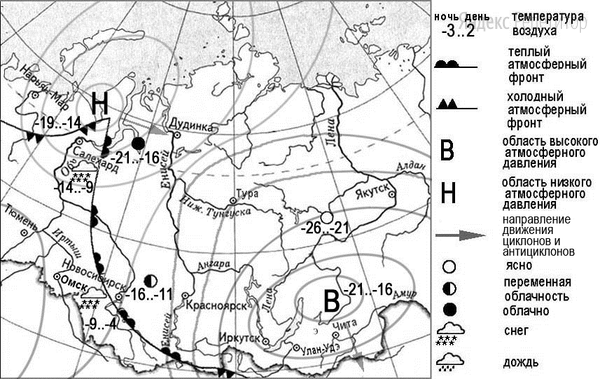 Нарьян-Мар
Н
-19..-14
Дудинка
Салехард
-21..-16
Обь
Енисей
Лена
-14..-9
Тура
Ниж. Тунгуска
Якутск
Алдан
-26..-21
Тюмень
Иртыш
Новосибирск
Ангара
Омск
-16..-11
Красноярск
Лена
В
-21..-16
Амур
-9..-4
Енисей
Иркутск
Улан-Удэ
Чита
ночь день
-3..2
температура
воздуха
теплый
атмосферный
фронт
холодный
атмосферный
фронт
В
область высокого
атмосферного
давления
Н
область низкого
атмосферного
давления
направление
движения
циклонов и
антициклонов
ясно
переменная
облачность
облачно
снег
дождь